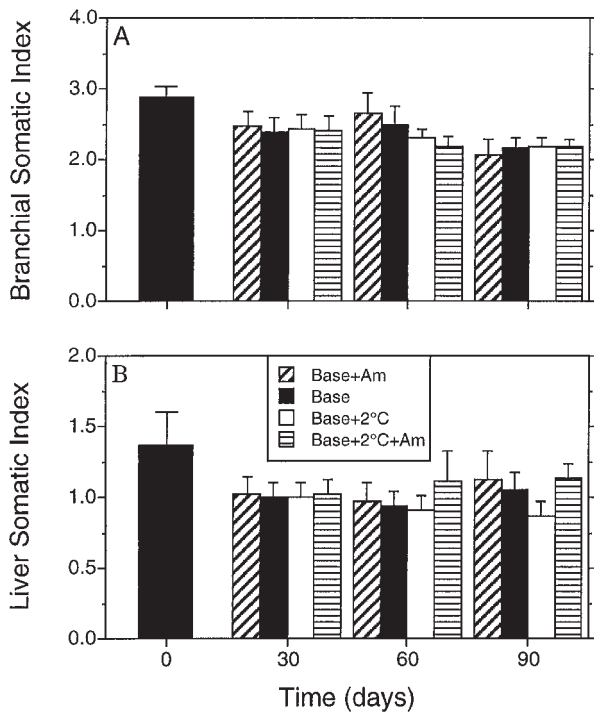 A
Branchial Somatic Index
4.0
3.0
2.0
1.0
0.0
B
Liver Somatic Index
2.0
1.5
1.0
0.5
0.0
Base+Am
Base
Base+2°C
Base+2°C+Am
0 30 60 90
Time (days)